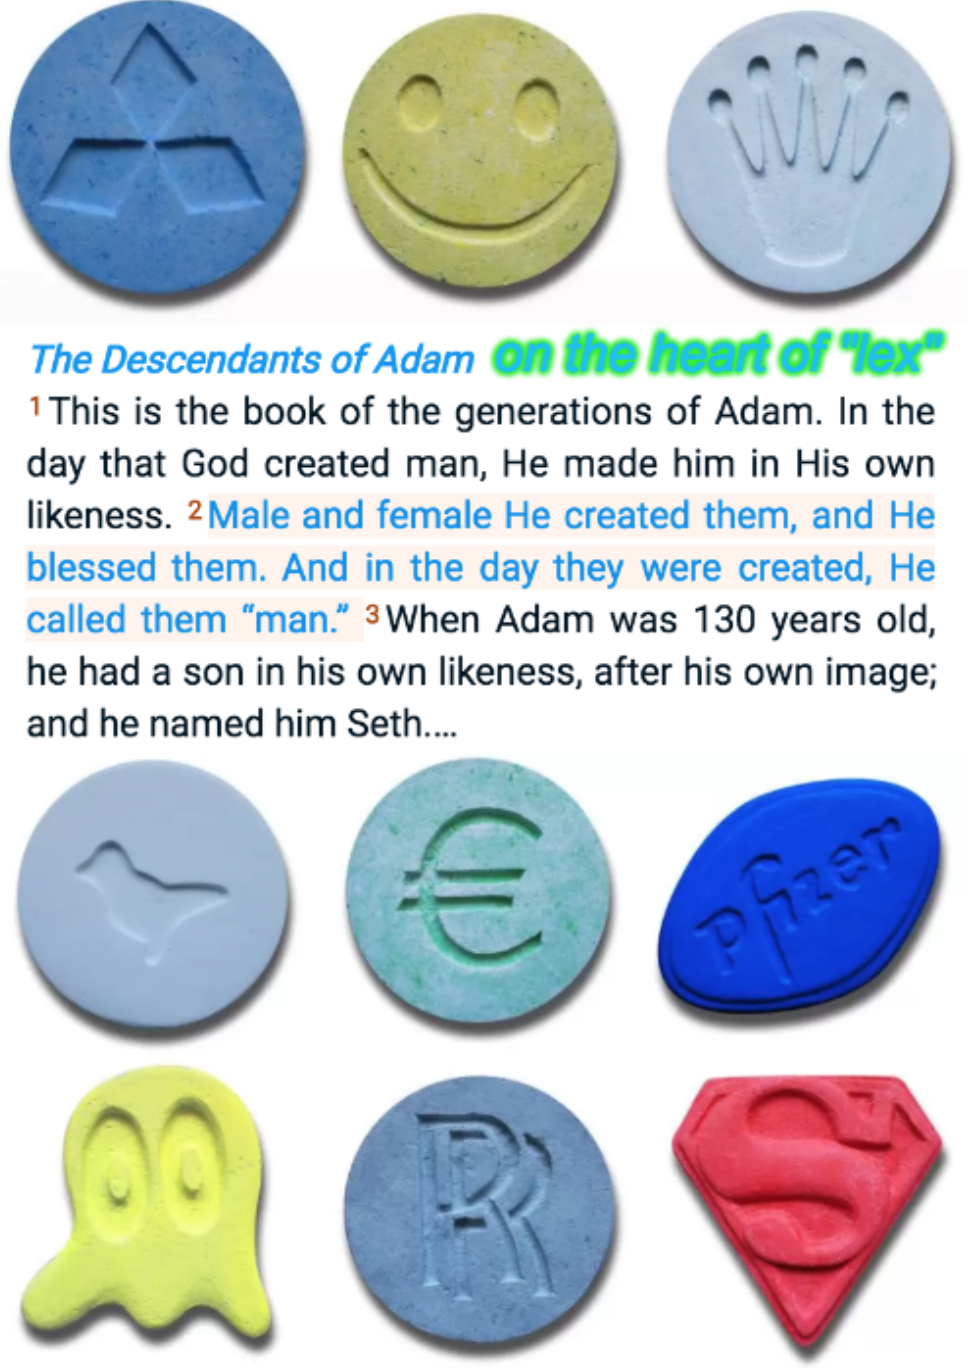 The Descendants of Adam on the heart of "lex"
1 This is the book of the generations of Adam. In the
day that God created man, He made him in His own
likeness. 2 Male and female He created them, and He
blessed them. And in the day they were created, He
called them “man.” 3 When Adam was 130 years old,
he had a son in his own likeness, after his own image;
and he named him Seth.…
€
Pfizer
RR
S